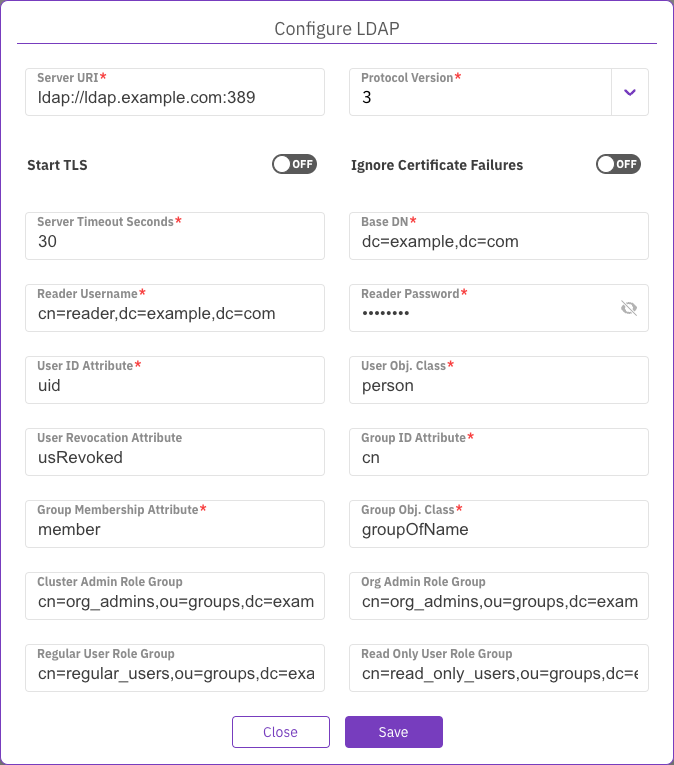 Configure LDAP
Server URI*
Protocol Version*
ldap://ldap.example.com:389
3
Start TLS
OFF
Ignore Certificate Failures
OFF
Server Timeout Seconds*
Base DN*
30
dc=example,dc=com
Reader Username*
Reader Password*
cn=reader,dc=example,dc=com
••••••••
User ID Attribute*
User Obj. Class*
uid
person
User Revocation Attribute
Group ID Attribute*
usRevoked
cn
Group Membership Attribute*
Group Obj. Class*
member
groupOfName
Cluster Admin Role Group
Org Admin Role Group
cn=org_admins,ou=groups,dc=exam
cn=org_admins,ou=groups,dc=exam
Regular User Role Group
Read Only User Role Group
cn=regular_users,ou=groups,dc=exa
cn=read_only_users,ou=groups,dc=e
Close
Save